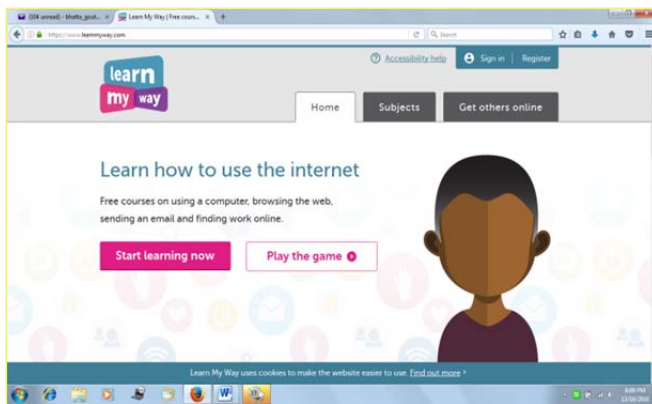 (104 unread) - bhatta_gout...
Learn My Way | Free cours...
https://www.learnmyway.com
Search
Accessibility help
Sign in | Register
learn
my way
Home
Subjects
Get others online
Learn how to use the internet
Free courses on using a computer, browsing the web,
sending an email and finding work online.
Start learning now
Play the game
Learn My Way uses cookies to make the website easier to use. Find out more